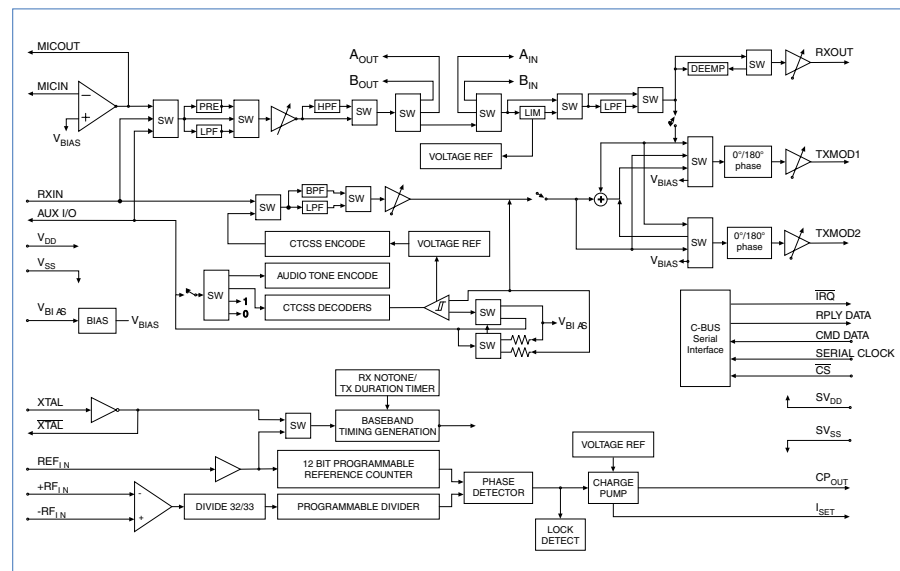 MICOUT
MICIN
VBIAS
SW
PRE
LPF
SW
HPF
SW
SW
AOUT
BOUT
AIN
BIN
SW
LIM
SW
LPF
SW
VOLTAGE REF
DEEMP
SW
RXOUT
SW
VBIAS
0°/180°
phase
TXMOD1
SW
VBIAS
0°/180°
phase
TXMOD2
RXIN
AUX I/O
VDD
VSS
VBIAS
BIAS
VBIAS
SW
BPF
LPF
SW
CTCSS ENCODE
VOLTAGE REF
AUDIO TONE ENCODE
SW
CTCSS DECODERS
1
0
SW
SW
VBIAS
C-BUS
Serial
Interface
IRQ
RPLY DATA
CMD DATA
SERIAL CLOCK
CS
SVDD
SVSS
XTAL
XTAL
RX NOTONE/
TX DURATION TIMER
SW
BASEBAND
TIMING GENERATION
REFIN
12 BIT PROGRAMMABLE
REFERENCE COUNTER
+RFIN
-RFIN
-
+
DIVIDE 32/33
PROGRAMMABLE DIVIDER
PHASE
DETECTOR
LOCK
DETECT
VOLTAGE REF
CHARGE
PUMP
CPOUT
ISET